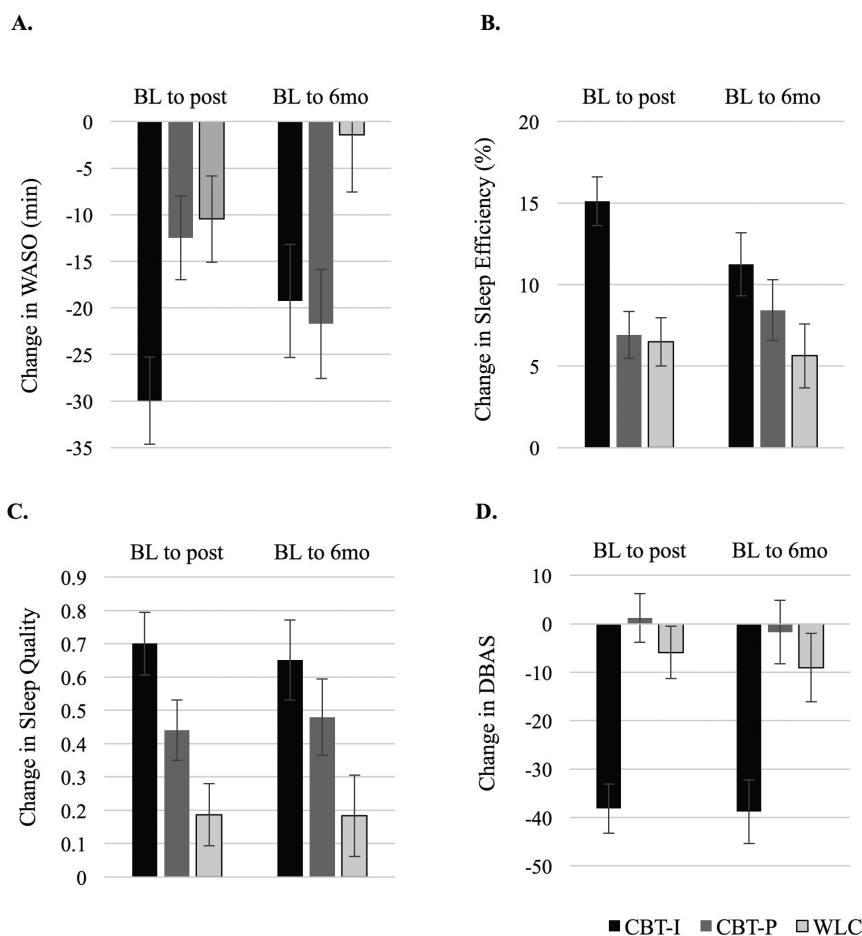 A.
BL to post BL to 6mo
0
-5
-10
-15
-20
-25
-30
-35
Change in WASO (min)
B.
BL to post BL to 6mo
20
15
10
5
0
Change in Sleep Efficiency (%)
C.
BL to post BL to 6mo
0.9
0.8
0.7
0.6
0.5
0.4
0.3
0.2
0.1
0
Change in Sleep Quality
D.
BL to post BL to 6mo
10
0
-10
-20
-30
-40
-50
Change in DBAS
CBT-I CBT-P WLC